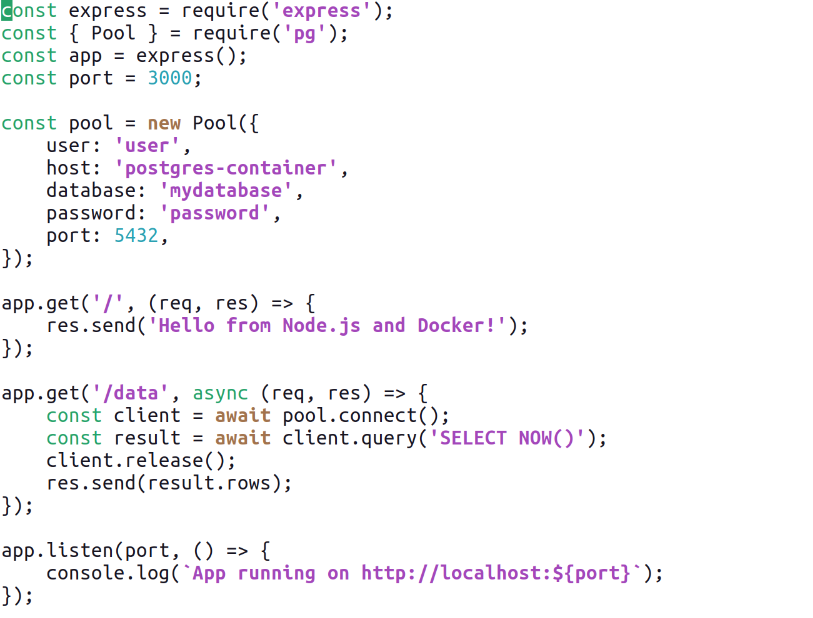 const express = require('express');
const { Pool } = require('pg');
const app = express();
const port = 3000;

const pool = new Pool({
    user: 'user',
    host: 'postgres-container',
    database: 'mydatabase',
    password: 'password',
    port: 5432,
});

app.get('/', (req, res) => {
    res.send('Hello from Node.js and Docker!');
});

app.get('/data', async (req, res) => {
    const client = await pool.connect();
    const result = await client.query('SELECT NOW()');
    client.release();
    res.send(result.rows);
});

app.listen(port, () => {
    console.log(`App running on http://localhost:${port}`);
});